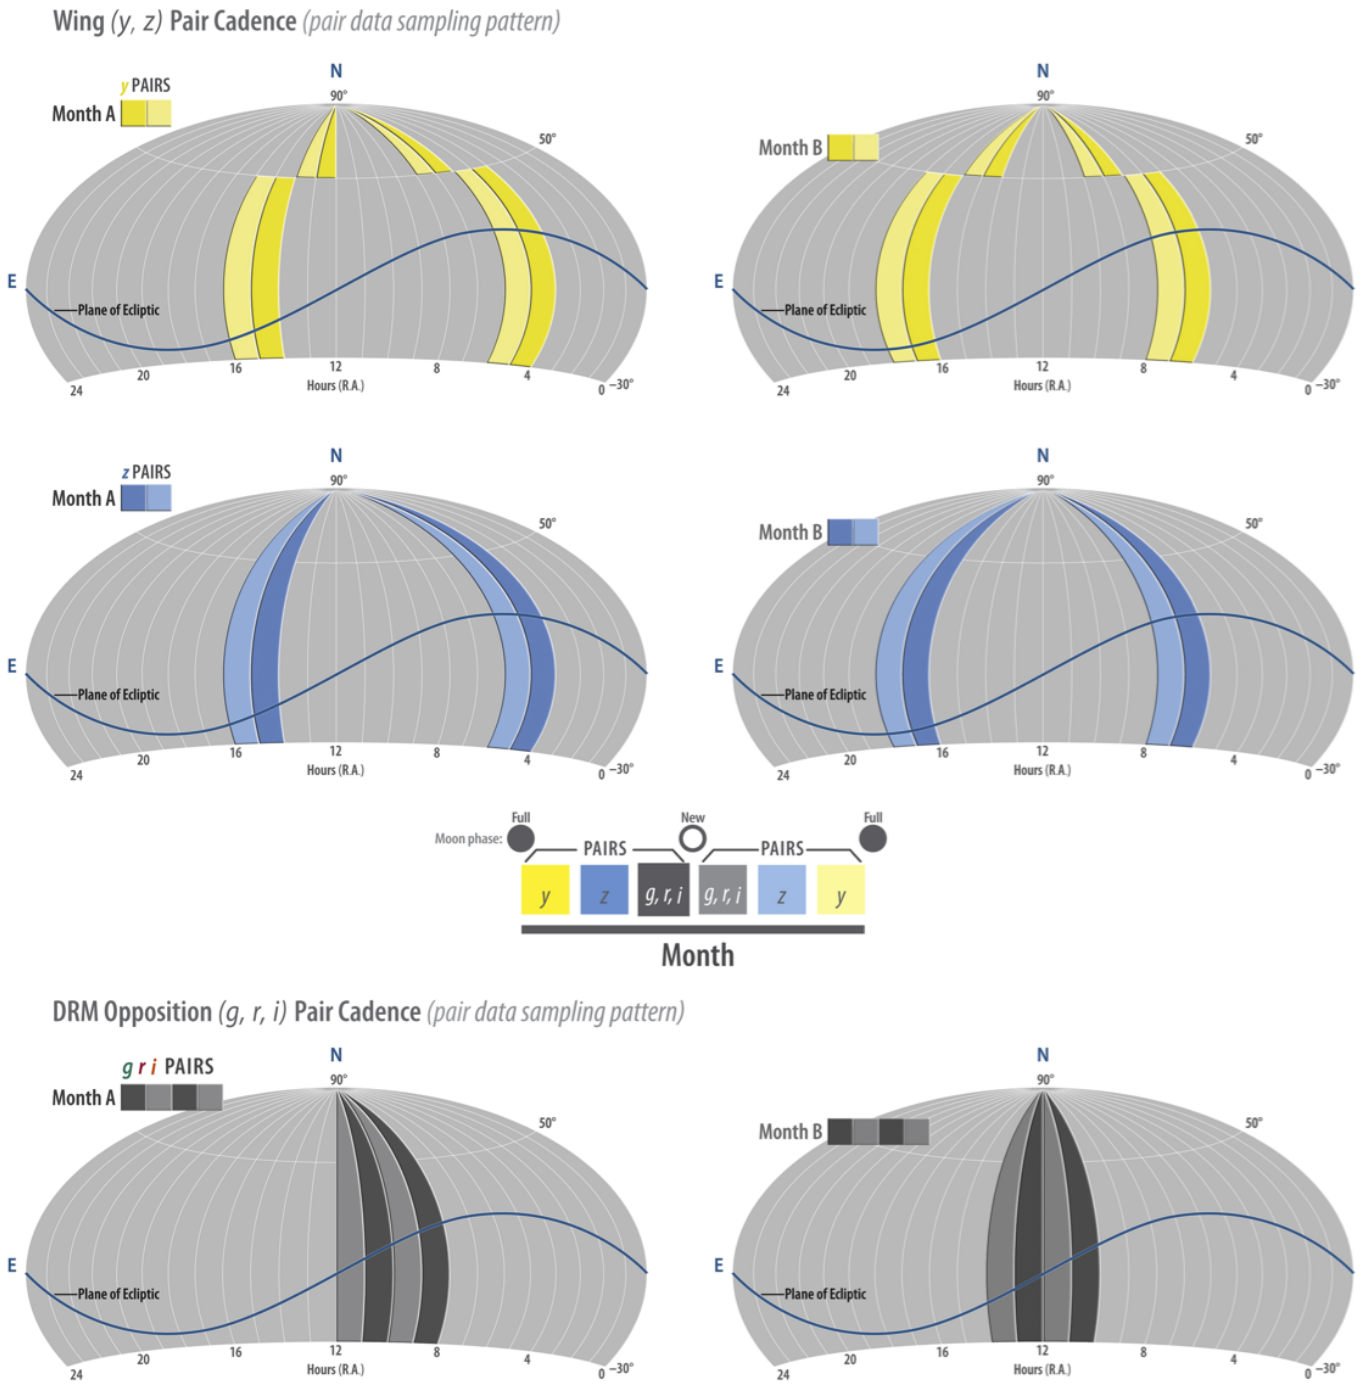 Wing (y, z) Pair Cadence (pair data sampling pattern)
y PAIRS
Month A
N
90°
50°
E
Plane of Ecliptic
24
20
16
12
8
4
0
-30°
Hours (R.A.)
Month B
N
90°
50°
E
Plane of Ecliptic
24
20
16
12
8
4
0
-30°
Hours (R.A.)
z PAIRS
Month A
N
90°
50°
E
Plane of Ecliptic
24
20
16
12
8
4
0
-30°
Hours (R.A.)
Month B
N
90°
50°
E
Plane of Ecliptic
24
20
16
12
8
4
0
-30°
Hours (R.A.)
Full
New
Full
Moon phase:
PAIRS
PAIRS
y
z
g, r, i
g, r, i
z
y
Month
DRM Opposition (g, r, i) Pair Cadence (pair data sampling pattern)
g r i PAIRS
Month A
N
90°
50°
E
Plane of Ecliptic
24
20
16
12
8
4
0
-30°
Hours (R.A.)
Month B
N
90°
50°
E
Plane of Ecliptic
24
20
16
12
8
4
0
-30°
Hours (R.A.)